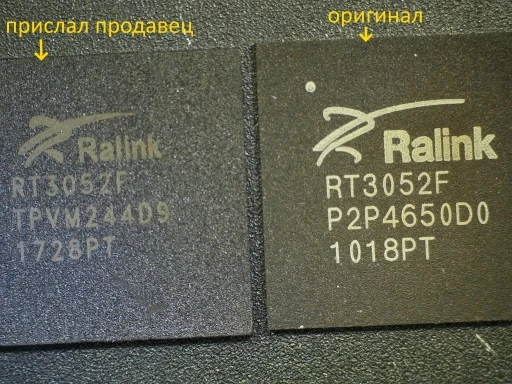 прислал продавец
оригинал
Ralink
RT3052F
TPVM244D9
1728PT
Ralink
RT3052F
P2P4650D0
1018PT